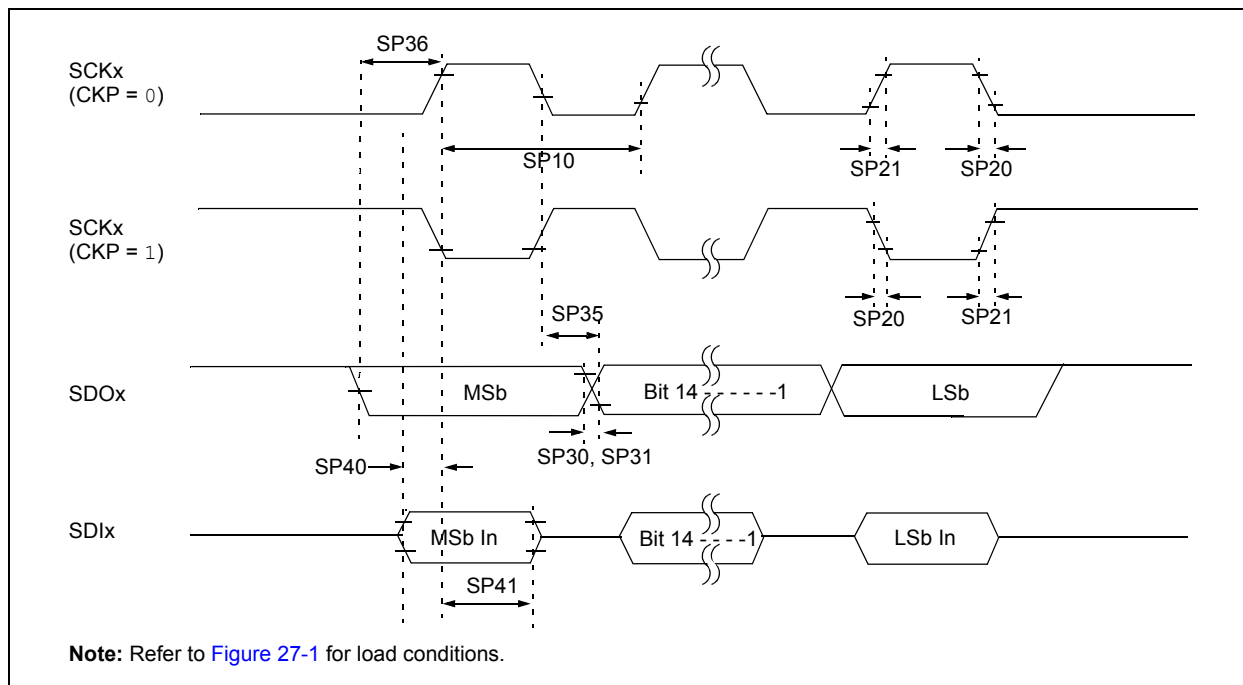 SP36
SCKx
(CKP = 0)
SP10
SP21
SP20
SCKx
(CKP = 1)
SP35
SP20
SP21
SDOx
MSb
Bit 14 - - - - - -1
LSb
SP30, SP31
SP40
SDIx
MSb In
Bit 14 - - - -1
LSb In
SP41
Note: Refer to Figure 27-1 for load conditions.